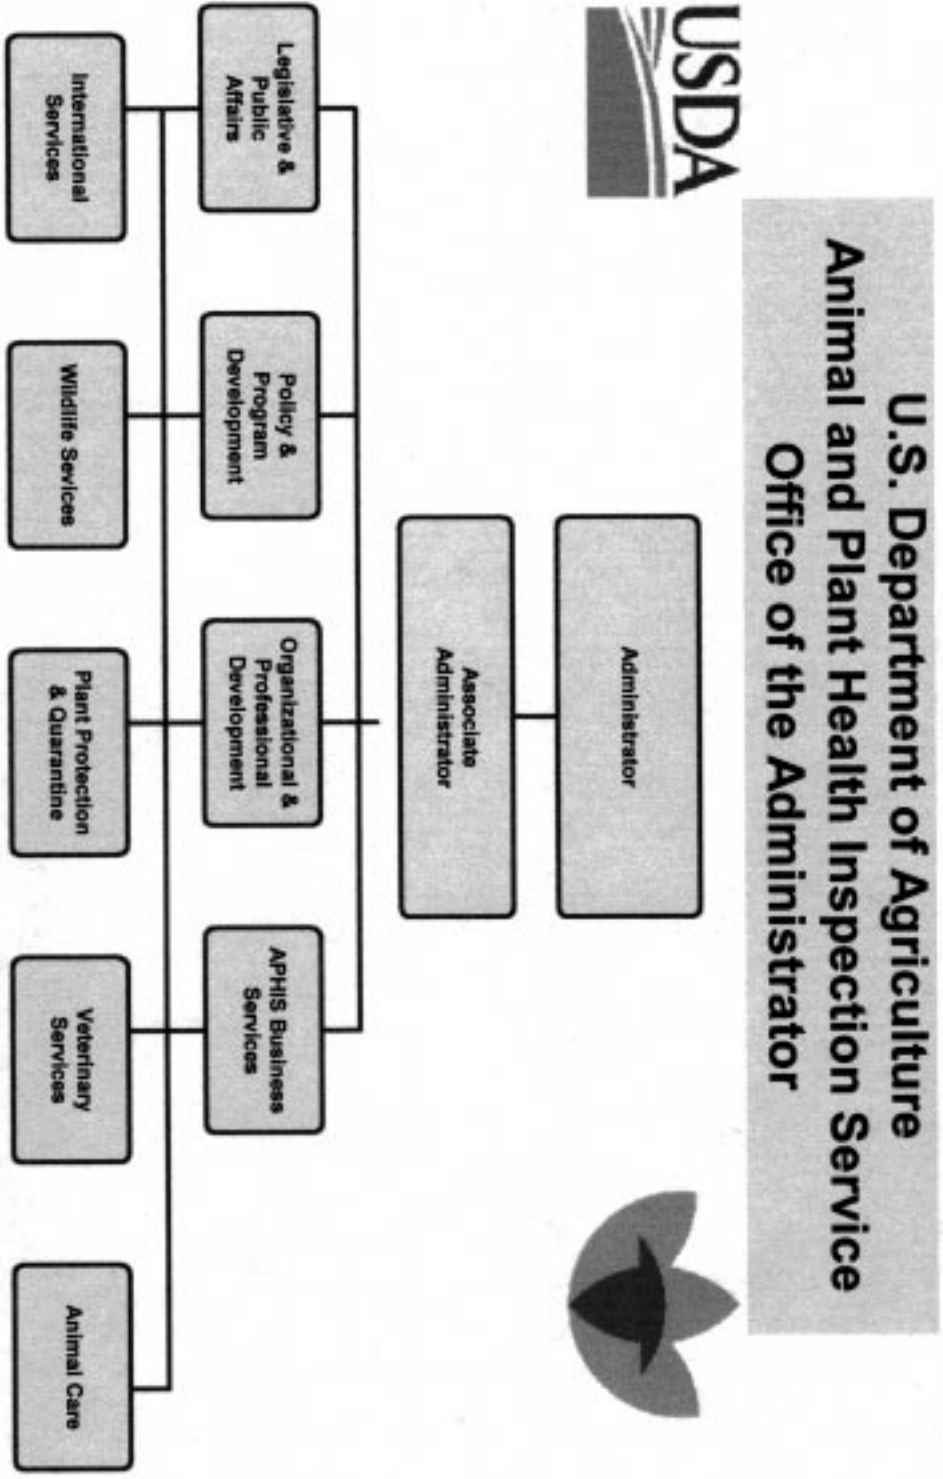 U.S. Department of Agriculture
Animal and Plant Health Inspection Service
Office of the Administrator
USDA
Administrator
Associate
Administrator
Legislative &
Public
Affairs
Policy &
Program
Development
Organizational &
Professional
Development
APHIS Business
Services
International
Services
Wildlife Sevices
Plant Protection
& Quarantine
Veterinary
Services
Animal Care